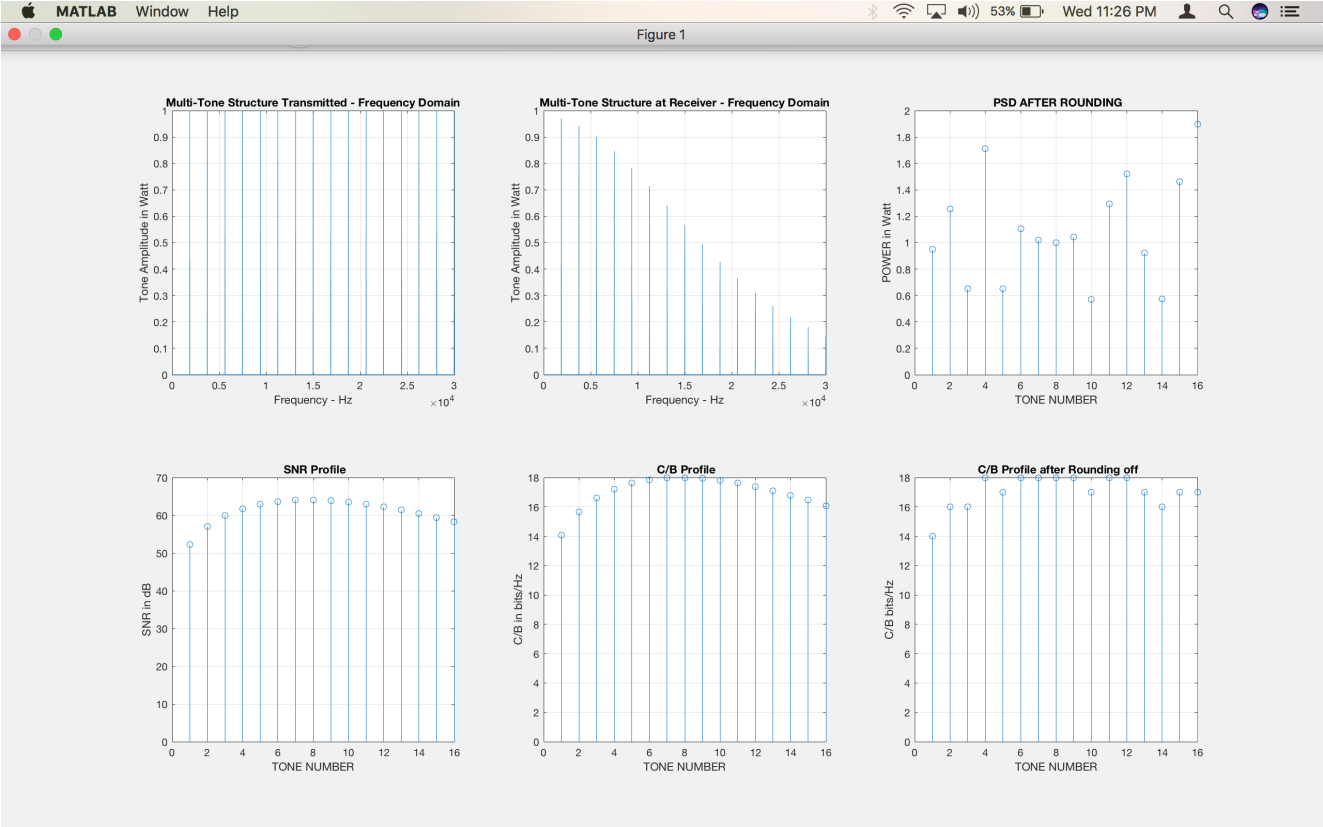 MATLAB Window Help 53% Wed 11:26 PM
Figure 1
Multi-Tone Structure Transmitted - Frequency Domain
1
0.9
0.8
0.7
0.6
0.5
0.4
0.3
0.2
0.1
0
Tone Amplitude in Watt
0 0.5 1 1.5 2 2.5 3
Frequency - Hz
×10^4
Multi-Tone Structure at Receiver - Frequency Domain
1
0.9
0.8
0.7
0.6
0.5
0.4
0.3
0.2
0.1
0
Tone Amplitude in Watt
0 0.5 1 1.5 2 2.5 3
Frequency - Hz
×10^4
PSD AFTER ROUNDING
2
1.8
1.6
1.4
1.2
1
0.8
0.6
0.4
0.2
0
POWER in Watt
0 2 4 6 8 10 12 14 16
TONE NUMBER
SNR Profile
70
60
50
40
30
20
10
0
SNR in dB
0 2 4 6 8 10 12 14 16
TONE NUMBER
C/B Profile
18
16
14
12
10
8
6
4
2
0
C/B in bits/Hz
0 2 4 6 8 10 12 14 16
TONE NUMBER
C/B Profile after Rounding off
18
16
14
12
10
8
6
4
2
0
C/B bits/Hz
0 2 4 6 8 10 12 14 16
TONE NUMBER